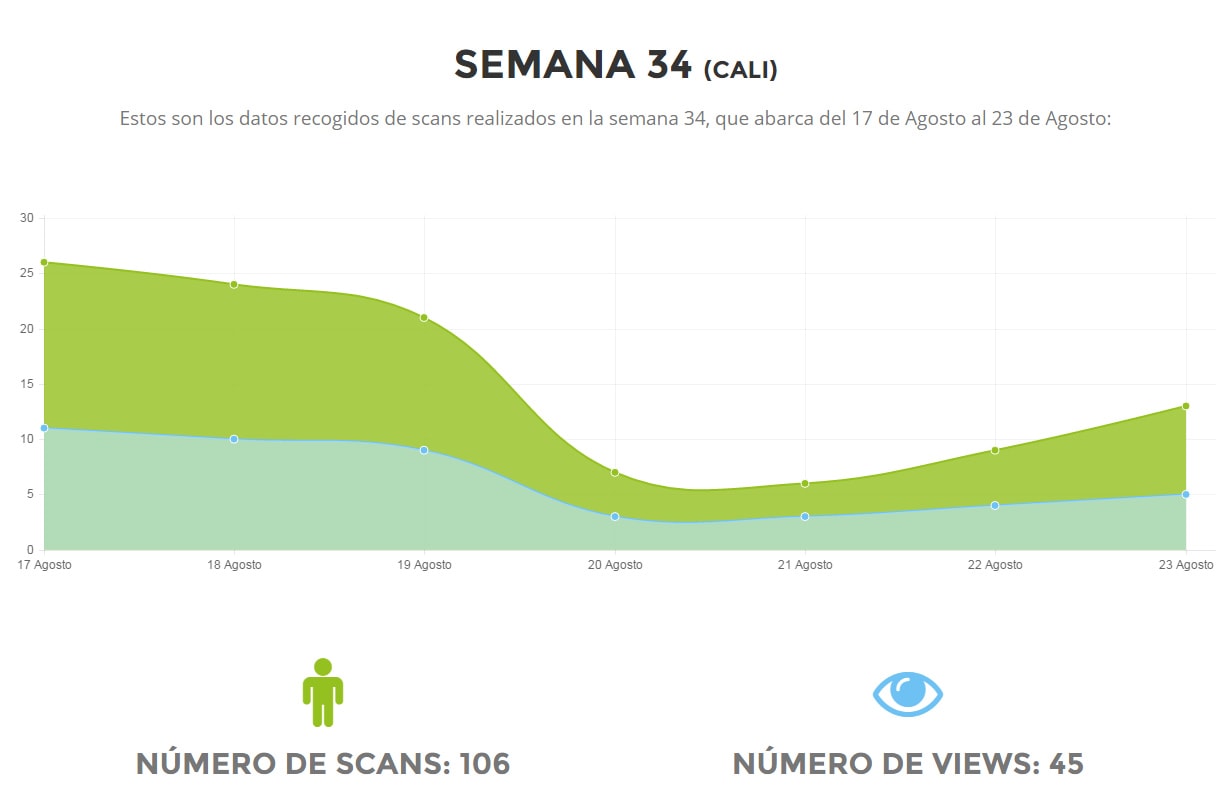 SEMANA 34 (CALI)
Estos son los datos recogidos de scans realizados en la semana 34, que abarca del 17 de Agosto al 23 de Agosto:
30
25
20
15
10
5
0
17 Agosto 18 Agosto 19 Agosto 20 Agosto 21 Agosto 22 Agosto 23 Agosto
NÚMERO DE SCANS: 106 NÚMERO DE VIEWS: 45